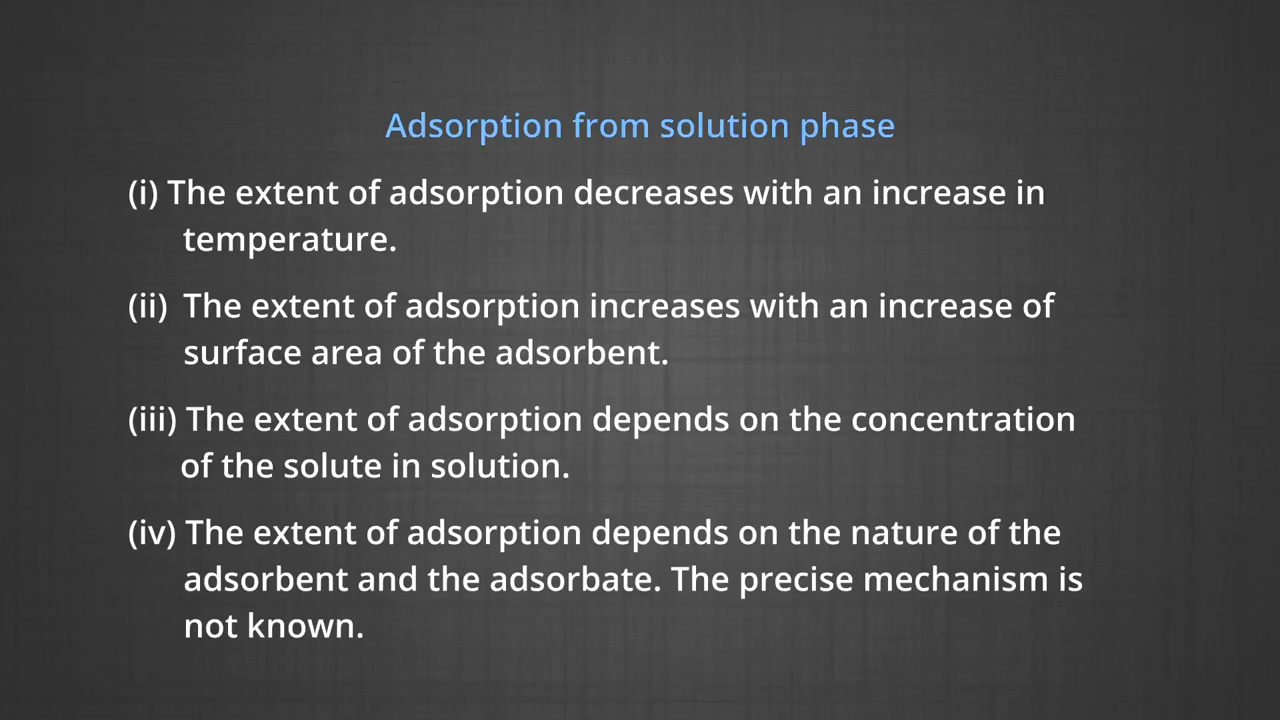 Adsorption from solution phase
(i) The extent of adsorption decreases with an increase in
temperature.
(ii) The extent of adsorption increases with an increase of
surface area of the adsorbent.
(iii) The extent of adsorption depends on the concentration
of the solute in solution.
(iv) The extent of adsorption depends on the nature of the
adsorbent and the adsorbate. The precise mechanism is
not known.